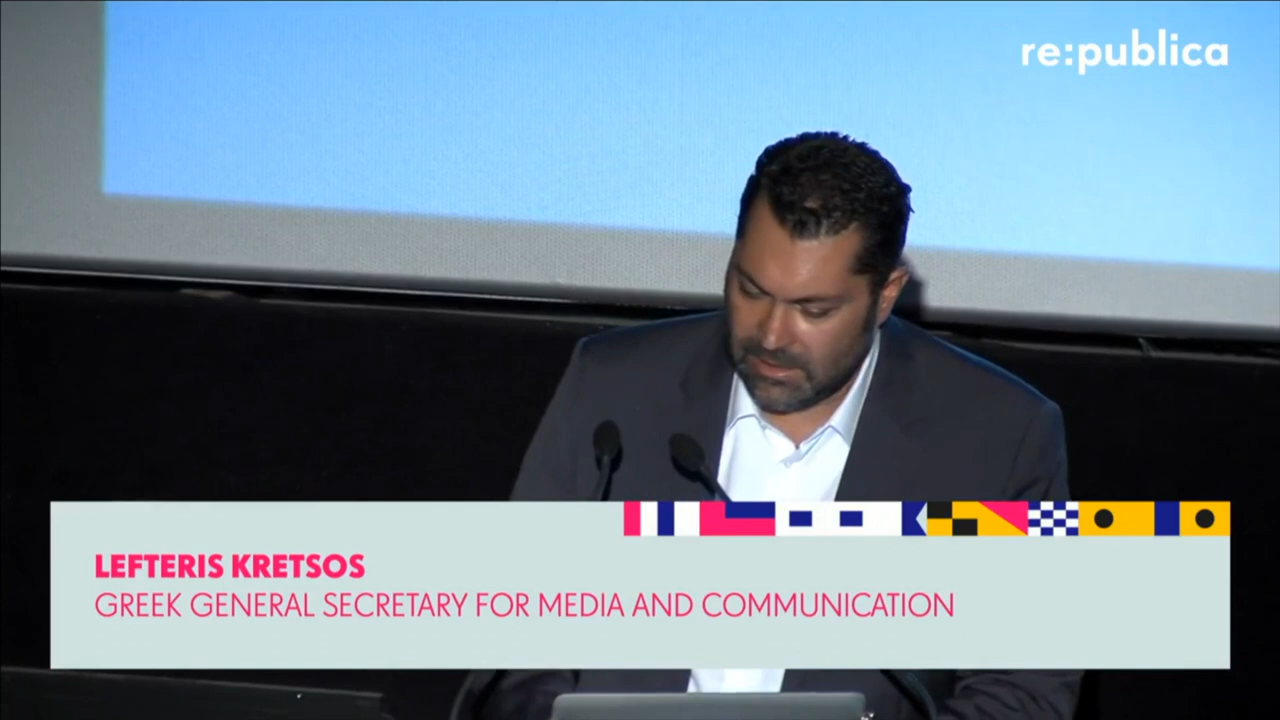 re:publica
LEFTERIS KRETSOS
GREEK GENERAL SECRETARY FOR MEDIA AND COMMUNICATION